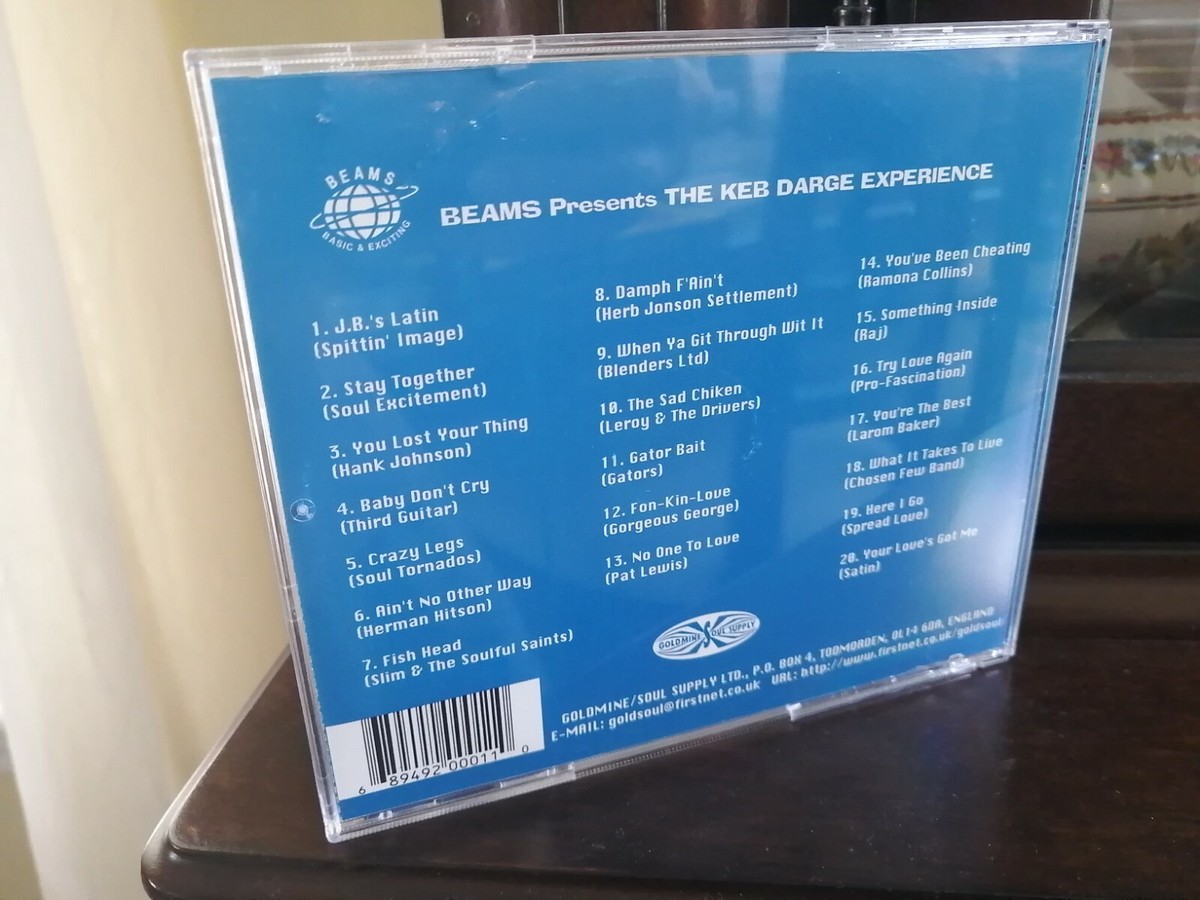 BEAMS
BASIC & EXCITING
BEAMS Presents THE KEB DARGE EXPERIENCE
1. J.B.'s Latin
(Spittin' Image)
2. Stay Together
(Soul Excitement)
3. You Lost Your Thing
(Hank Johnson)
4. Baby Don't Cry
(Third Guitar)
5. Crazy Legs
(Soul Tornados)
6. Ain't No Other Way
(Herman Hitson)
7. Fish Head
(Slim & The Soulful Saints)
8. Damph F'Ain't
(Herb Jonson Settlement)
9. When Ya Git Through Wit It
(Blenders Ltd)
10. The Sad Chiken
(Leroy & The Drivers)
11. Gator Bait
(Gators)
12. Fon-Kin-Love
(Gorgeous George)
13. No One To Love
(Pat Lewis)
14. You've Been Cheating
(Ramona Collins)
15. Something Inside
(Raj)
16. Try Love Again
(Pro-Fascination)
17. You're The Best
(Larom Baker)
18. What It Takes To Live
(Chosen Few Band)
19. Here I Go
(Spread Love)
20. Your Love's Got Me
(Satin)
GOLDMINE SOUL SUPPLY
GOLDMINE/SOUL SUPPLY LTD., P.O. BOX 4, TODMORDEN, OL14 6DA, ENGLAND
E-MAIL: goldsoul@firstnet.co.uk URL: http://www.firstnet.co.uk/goldsoul
6 89492 00011 0